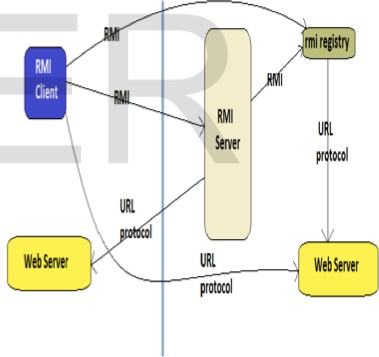 ER
RMI
rmi registry
RMI
Client
RMI
RMI
RMI
Server
URL
protocol
URL
protocol
Web Server
URL
protocol
Web Server